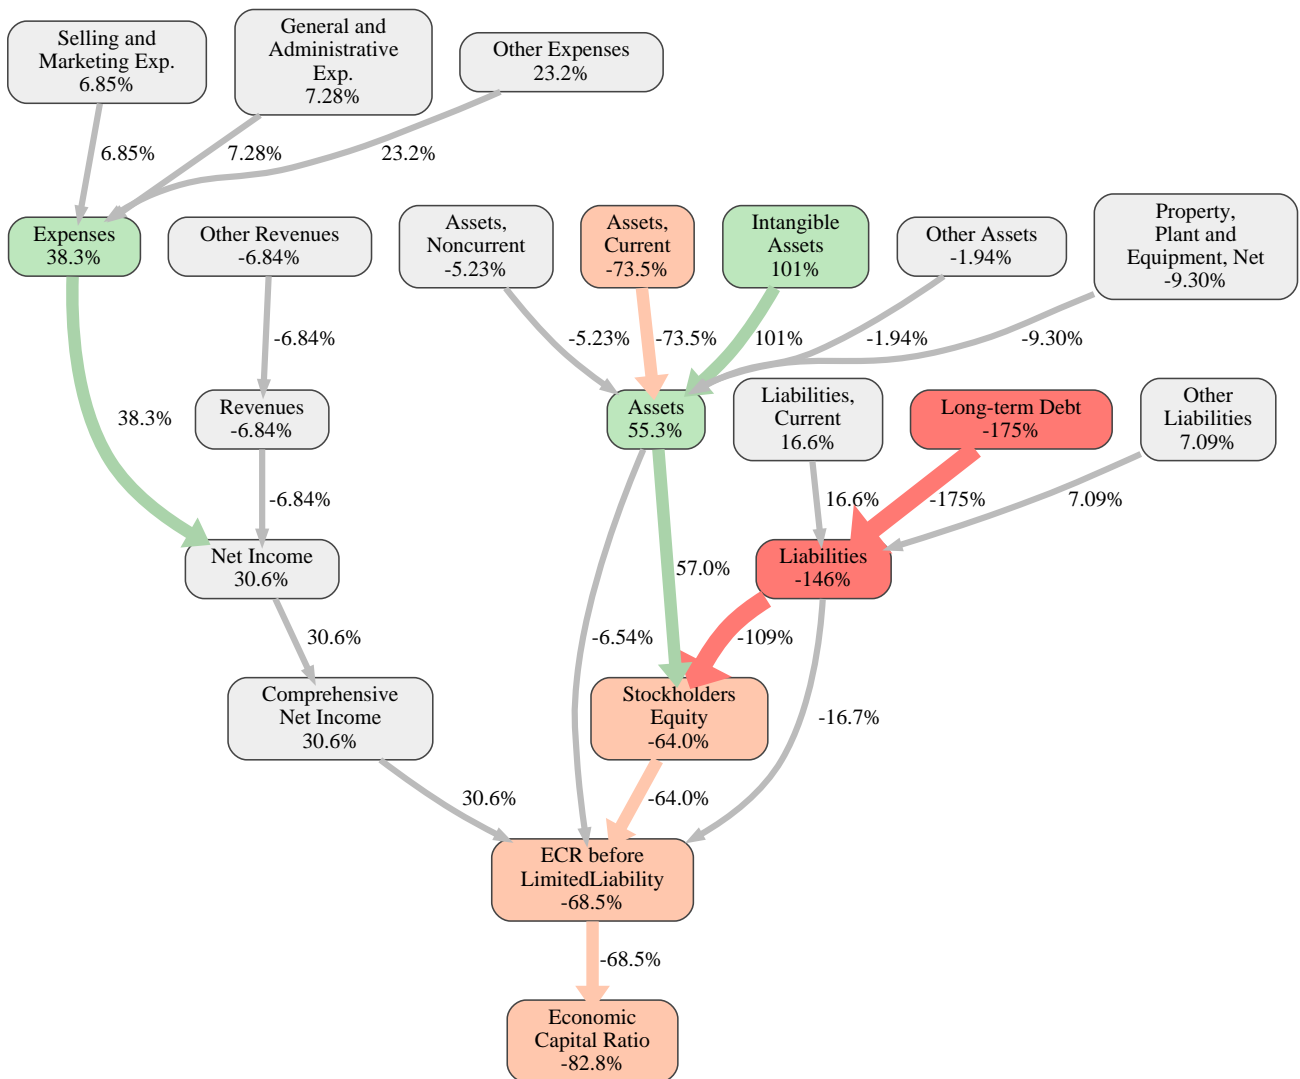 Selling and
Marketing Exp.
6.85%
General and
Administrative
Exp.
7.28%
Other Expenses
23.2%
6.85%
7.28%
23.2%
Expenses
38.3%
Other Revenues
-6.84%
Assets,
Noncurrent
-5.23%
Assets,
Current
-73.5%
Intangible
Assets
101%
Other Assets
-1.94%
Property,
Plant and
Equipment, Net
-9.30%
-6.84%
-5.23%
-73.5%
101%
-1.94%
-9.30%
38.3%
Revenues
-6.84%
Assets
55.3%
Liabilities,
Current
16.6%
Long-term Debt
-175%
Other
Liabilities
7.09%
-6.84%
16.6%
-175%
7.09%
Net Income
30.6%
57.0%
Liabilities
-146%
30.6%
-6.54%
-109%
Comprehensive
Net Income
30.6%
Stockholders
Equity
-64.0%
-16.7%
30.6%
-64.0%
ECR before
LimitedLiability
-68.5%
-68.5%
Economic
Capital Ratio
-82.8%